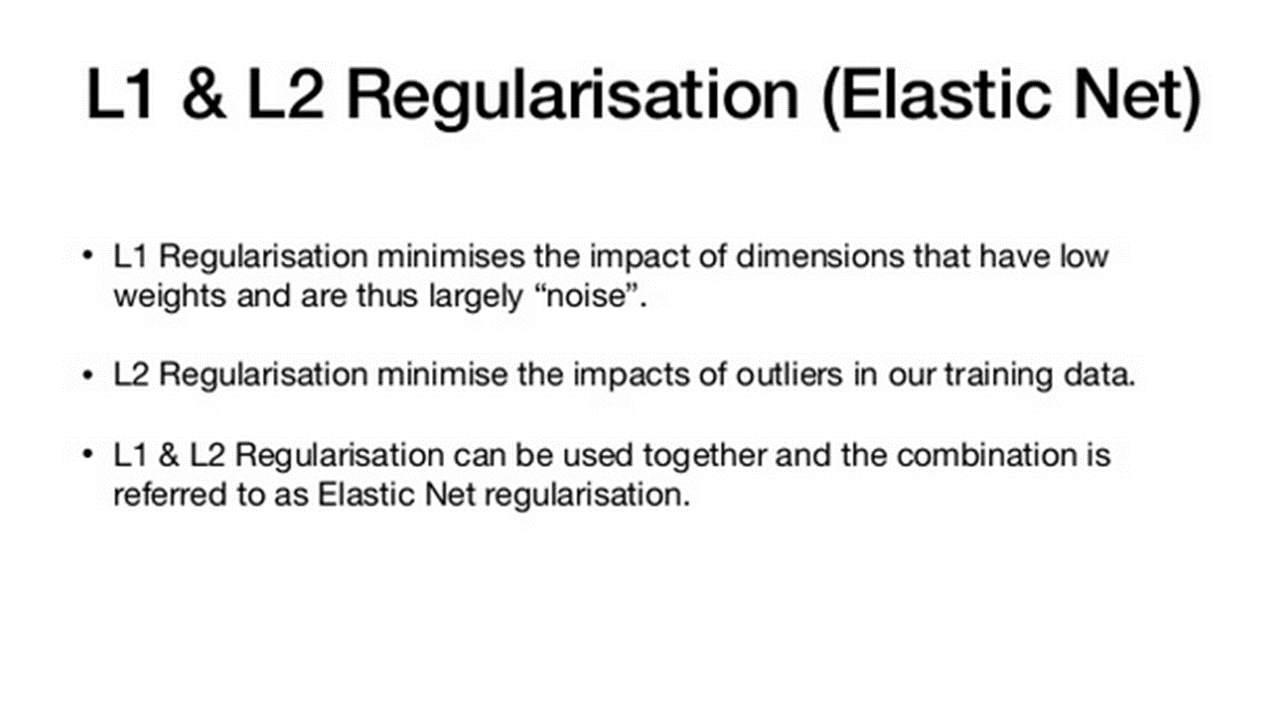 L1 & L2 Regularisation (Elastic Net)
• L1 Regularisation minimises the impact of dimensions that have low
weights and are thus largely “noise”.
• L2 Regularisation minimise the impacts of outliers in our training data.
• L1 & L2 Regularisation can be used together and the combination is
referred to as Elastic Net regularisation.